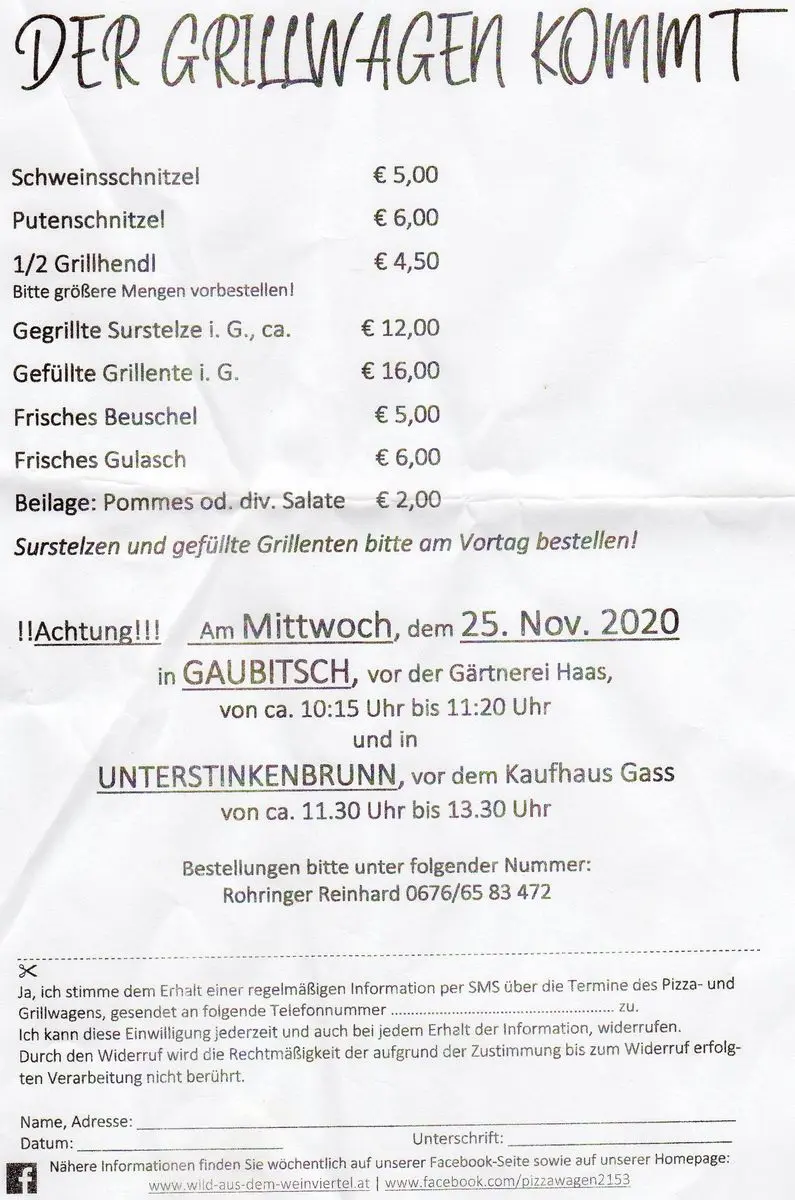 DER GRILLWAGEN KOMMT
Schweinsschnitzel € 5,00
Putenschnitzel € 6,00
1/2 Grillhendl € 4,50
Bitte größere Mengen vorbestellen!
Gegrillte Surstelze i. G., ca. € 12,00
Gefüllte Grillente i. G. € 16,00
Frisches Beuschel € 5,00
Frisches Gulasch € 6,00
Beilage: Pommes od. div. Salate € 2,00
Surstelzen und gefüllte Grillenten bitte am Vortag bestellen!
!!Achtung!!! Am Mittwoch, dem 25. Nov. 2020
in GAUBITSCH, vor der Gärtnerei Haas,
von ca. 10:15 Uhr bis 11:20 Uhr
und in
UNTERSTINKENBRUNN, vor dem Kaufhaus Gass
von ca. 11.30 Uhr bis 13.30 Uhr
Bestellungen bitte unter folgender Nummer:
Rohringer Reinhard 0676/65 83 472
Ja, ich stimme dem Erhalt einer regelmäßigen Information per SMS über die Termine des Pizza- und
Grillwagens, gesendet an folgende Telefonnummer ........................................................ zu.
Ich kann diese Einwilligung jederzeit und auch bei jedem Erhalt der Information, widerrufen.
Durch den Widerruf wird die Rechtmäßigkeit der aufgrund der Zustimmung bis zum Widerruf erfolg-
ten Verarbeitung nicht berührt.
Name, Adresse: ______________________
Datum: ______________ Unterschrift: ______________
f Nähere Informationen finden Sie wöchentlich auf unserer Facebook-Seite sowie auf unserer Homepage:
www.wild-aus-dem-weinviertel.at | www.facebook.com/pizzawagen2153